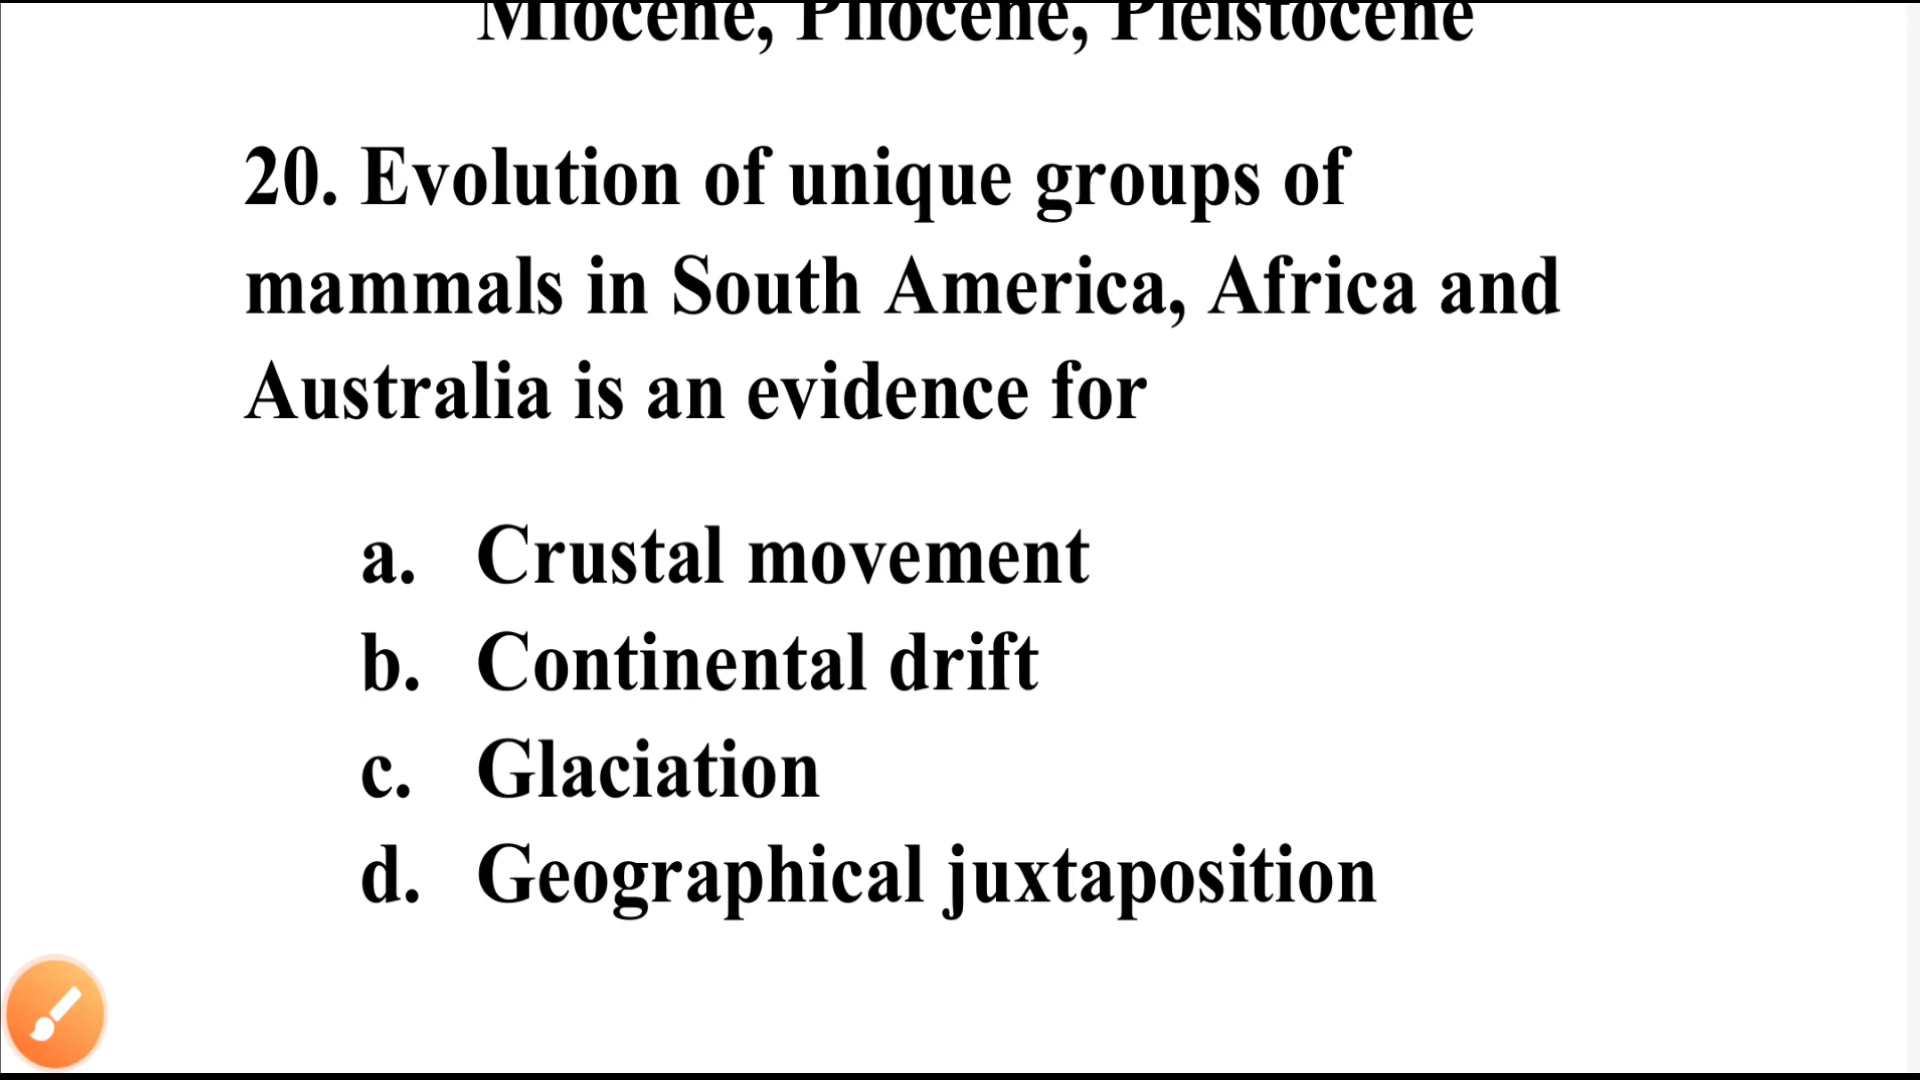 Miocene, Pliocene, Pleistocene
20. Evolution of unique groups of
mammals in South America, Africa and
Australia is an evidence for
a. Crustal movement
b. Continental drift
c. Glaciation
d. Geographical juxtaposition